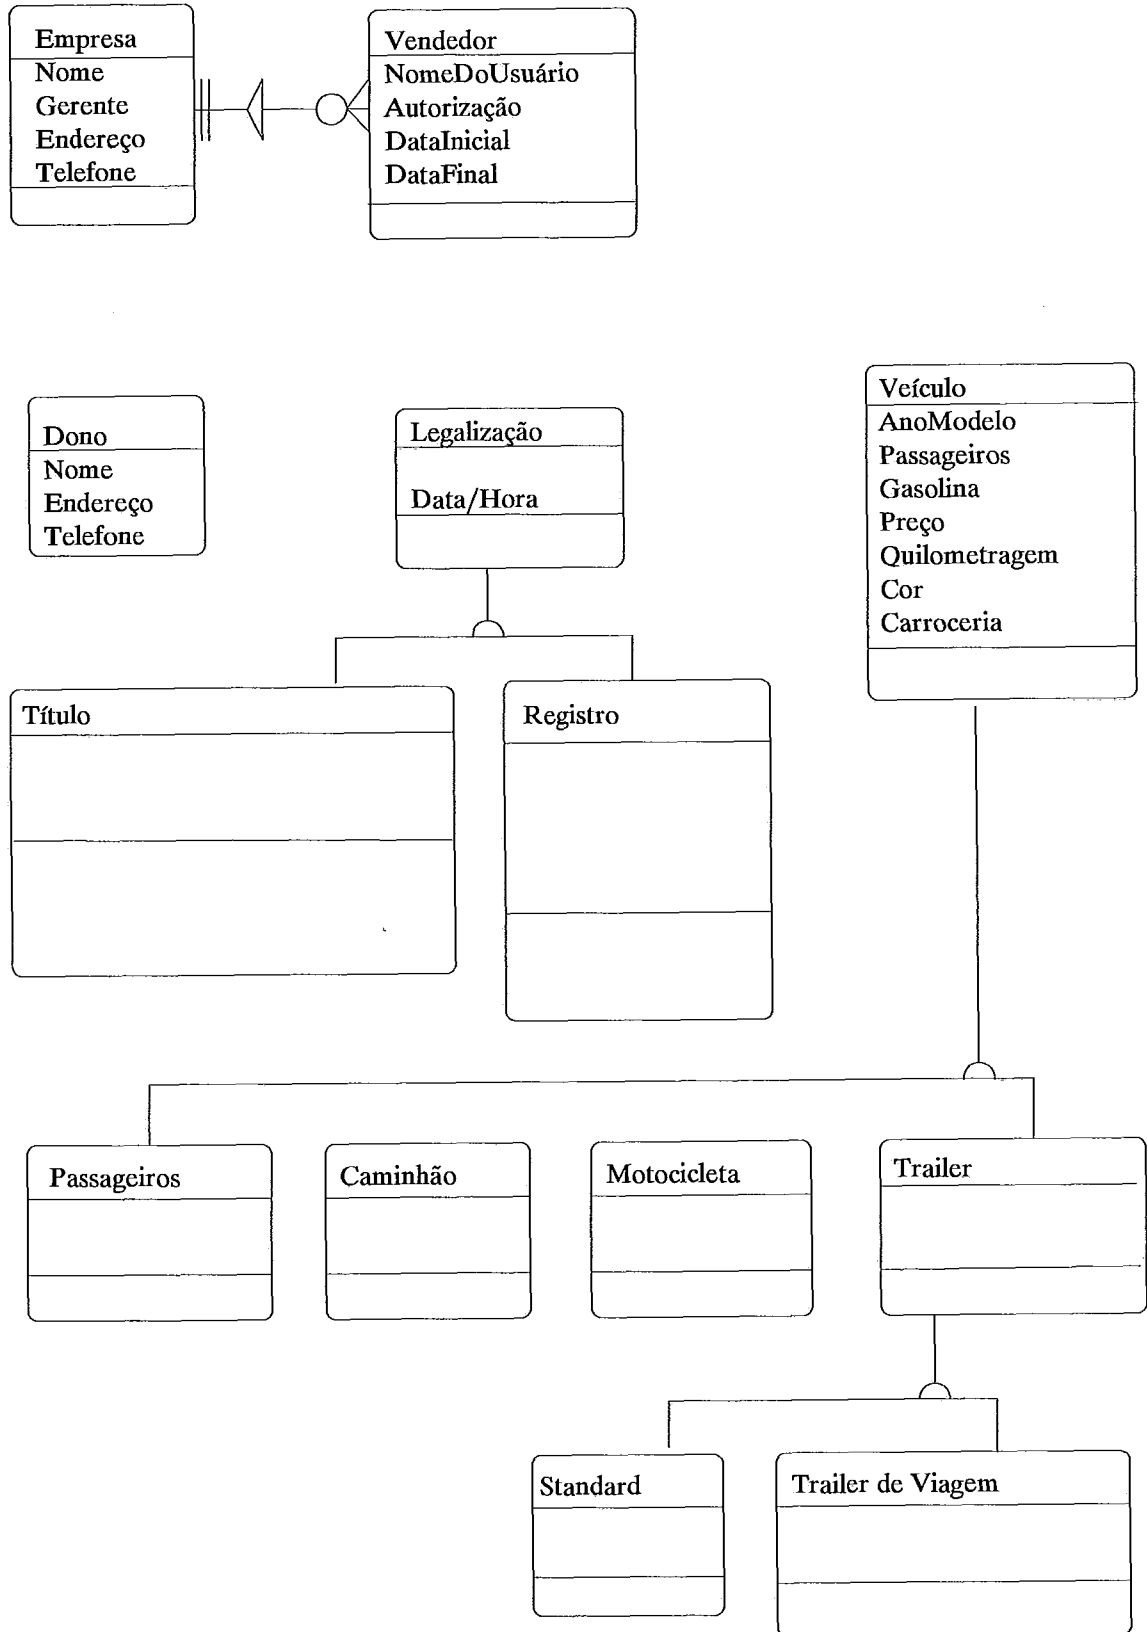 Empresa
Nome
Gerente
Endereço
Telefone
Vendedor
NomeDoUsuário
Autorização
DataInicial
DataFinal
Dono
Nome
Endereço
Telefone
Legalização
Data/Hora
Veículo
AnoModelo
Passageiros
Gasolina
Preço
Quilometragem
Cor
Carroceria
Título
Registro
Passageiros
Caminhão
Motocicleta
Trailer
Standard
Trailer de Viagem